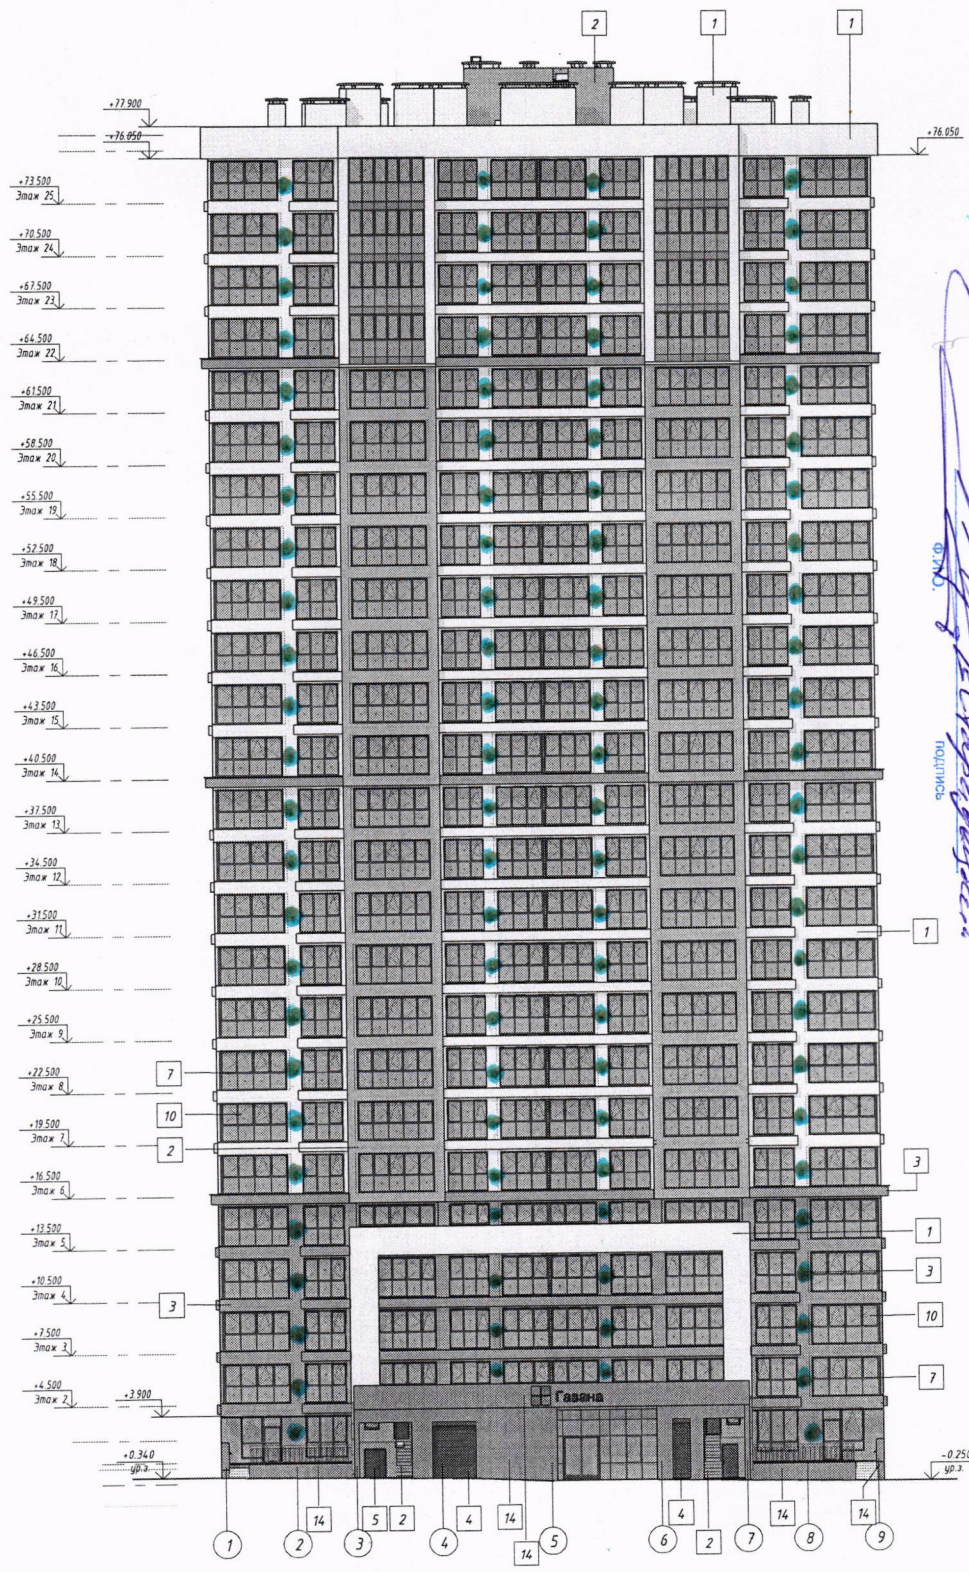 2
1
1
+77.900
+76.050
+76.050
+73.500
Этаж 25
+70.500
Этаж 24
+67.500
Этаж 23
+64.500
Этаж 22
+61.500
Этаж 21
+58.500
Этаж 20
+55.500
Этаж 19
+52.500
Этаж 18
Ф.И.О.
+49.500
Этаж 17
+46.500
Этаж 16
+43.500
Этаж 15
подпись
+40.500
Этаж 14
+37.500
Этаж 13
+34.500
Этаж 12
+31.500
Этаж 11
1
+28.500
Этаж 10
+25.500
Этаж 9
+22.500
Этаж 8
7
10
+19.500
Этаж 7
2
+16.500
Этаж 6
3
+13.500
Этаж 5
1
+10.500
Этаж 4
3
3
10
+7.500
Этаж 3
7
+4.500
Этаж 2
+3.900
Гавана
+0.340
ур.з.
-0.250
ур.з.
1
2
14
3
5
2
4
4
14
14
5
6
4
2
7
14
8
14
9